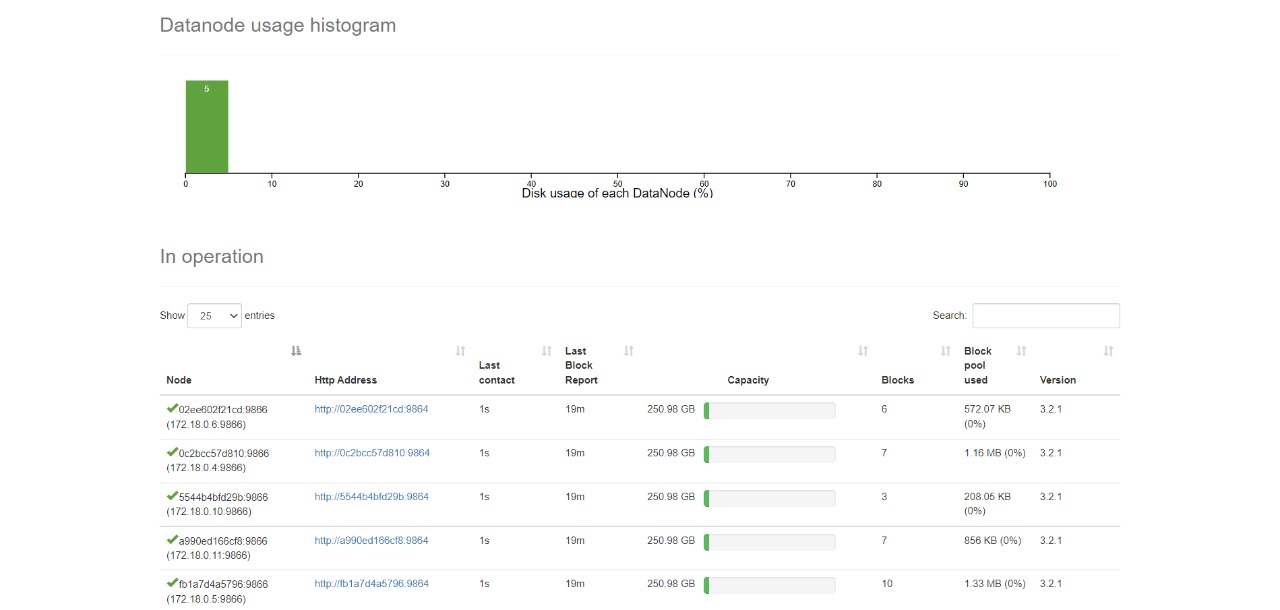 Datanode usage histogram
5
0 10 20 30 40 50 60 70 80 90 100
Disk usage of each DataNode (%)
In operation
Show 25 entries Search:
Node Http Address Last contact Last Block Report Capacity Blocks Block pool used Version
02ee602f21cd:9866 http://02ee602f21cd:9864 1s 19m 250.98 GB 6 572.07 KB 3.2.1
(172.18.0.6:9866) (0%)
0c2bcc57d810:9866 http://0c2bcc57d810:9864 1s 19m 250.98 GB 7 1.16 MB (0%) 3.2.1
(172.18.0.4:9866)
5544b4bfd29b:9866 http://5544b4bfd29b:9864 1s 19m 250.98 GB 3 208.05 KB 3.2.1
(172.18.0.10:9866) (0%)
a990ed166cf8:9866 http://a990ed166cf8:9864 1s 19m 250.98 GB 7 856 KB (0%) 3.2.1
(172.18.0.11:9866)
fb1a7d4a5796:9866 http://fb1a7d4a5796:9864 1s 19m 250.98 GB 10 1.33 MB (0%) 3.2.1
(172.18.0.5:9866)